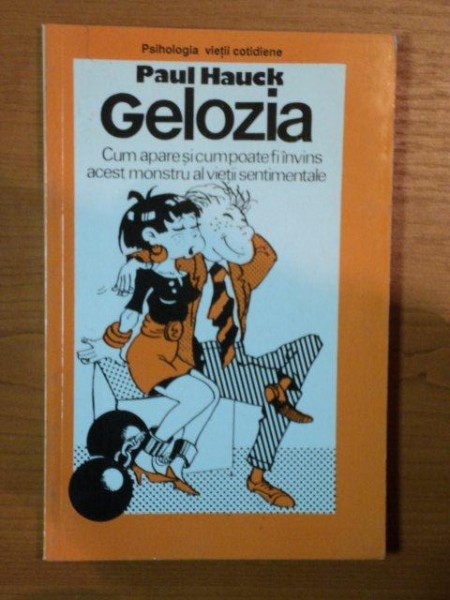 Psihologia vieții cotidiene
Paul Hauck
Gelozia
Cum apare și cum poate fi învins
acest monstru al vieții sentimentale